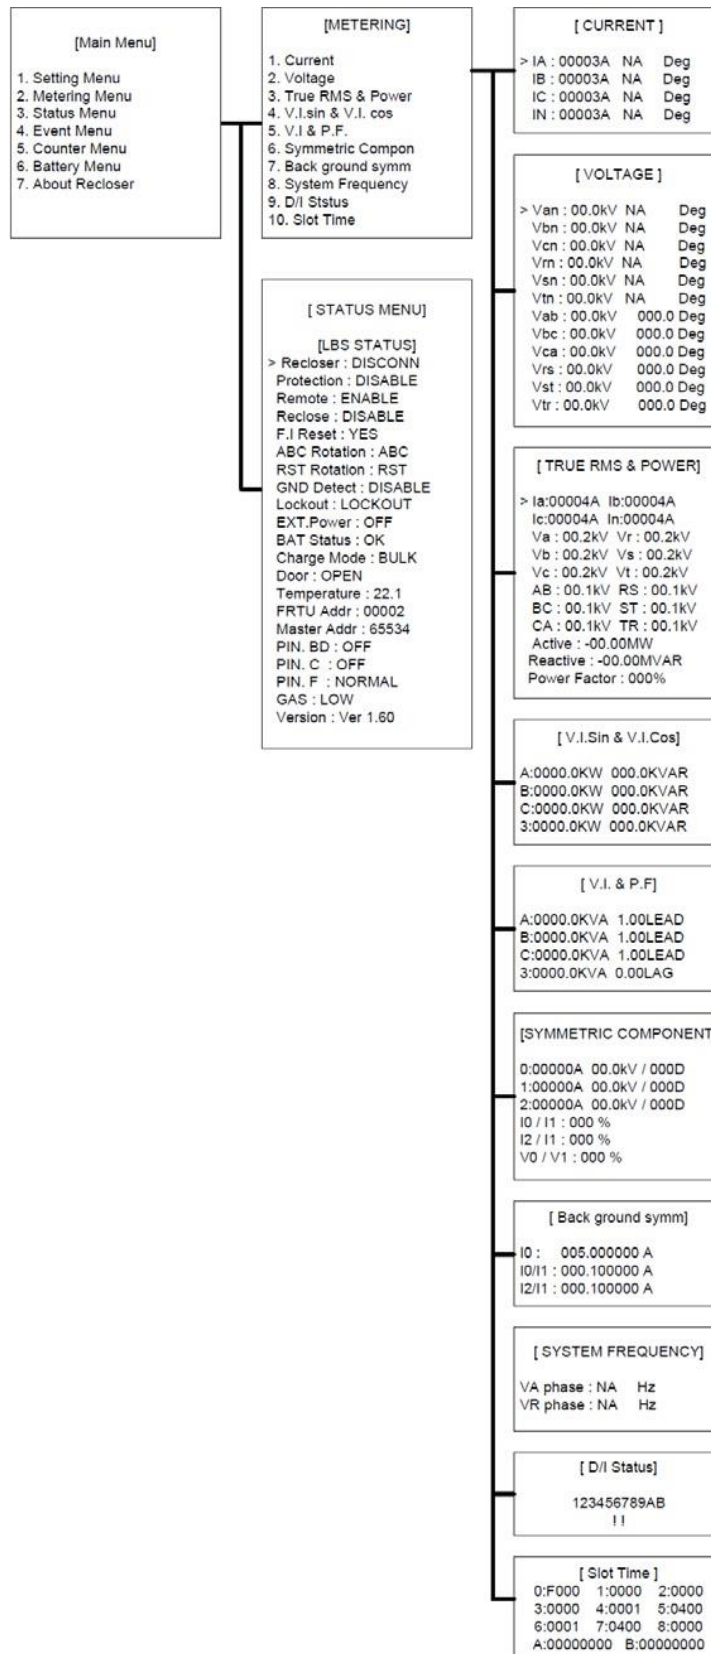 [Main Menu]
1. Setting Menu
2. Metering Menu
3. Status Menu
4. Event Menu
5. Counter Menu
6. Battery Menu
7. About Recloser
[METERING]
1. Current
2. Voltage
3. True RMS & Power
4. V.I.sin & V.I. cos
5. V.I & P.F.
6. Symmetric Compon
7. Back ground symm
8. System Frequency
9. D/I Ststus
10. Slot Time
[ STATUS MENU]
[LBS STATUS]
> Recloser : DISCONN
Protection : DISABLE
Remote : ENABLE
Reclose : DISABLE
F.I Reset : YES
ABC Rotation : ABC
RST Rotation : RST
GND Detect : DISABLE
Lockout : LOCKOUT
EXT.Power : OFF
BAT Status : OK
Charge Mode : BULK
Door : OPEN
Temperature : 22.1
FRTU Addr : 00002
Master Addr : 65534
PIN. BD : OFF
PIN. C : OFF
PIN. F : NORMAL
GAS : LOW
Version : Ver 1.60
[ CURRENT ]
> IA : 00003A NA Deg
IB : 00003A NA Deg
IC : 00003A NA Deg
IN : 00003A NA Deg
[ VOLTAGE ]
> Van : 00.0kV NA Deg
Vbn : 00.0kV NA Deg
Vcn : 00.0kV NA Deg
Vrn : 00.0kV NA Deg
Vsn : 00.0kV NA Deg
Vtn : 00.0kV NA Deg
Vab : 00.0kV 000.0 Deg
Vbc : 00.0kV 000.0 Deg
Vca : 00.0kV 000.0 Deg
Vrs : 00.0kV 000.0 Deg
Vst : 00.0kV 000.0 Deg
Vtr : 00.0kV 000.0 Deg
[ TRUE RMS & POWER]
> Ia:00004A Ib:00004A
Ic:00004A In:00004A
Va : 00.2kV Vr : 00.2kV
Vb : 00.2kV Vs : 00.2kV
Vc : 00.2kV Vt : 00.2kV
AB : 00.1kV RS : 00.1kV
BC : 00.1kV ST : 00.1kV
CA : 00.1kV TR : 00.1kV
Active : -00.00MW
Reactive : -00.00MVAR
Power Factor : 000%
[ V.I.Sin & V.I.Cos]
A:0000.0KW 000.0KVAR
B:0000.0KW 000.0KVAR
C:0000.0KW 000.0KVAR
3:0000.0KW 000.0KVAR
[ V.I. & P.F]
A:0000.0KVA 1.00LEAD
B:0000.0KVA 1.00LEAD
C:0000.0KVA 1.00LEAD
3:0000.0KVA 0.00LAG
[SYMMETRIC COMPONENT
0:00000A 00.0kV / 000D
1:00000A 00.0kV / 000D
2:00000A 00.0kV / 000D
I0 / I1 : 000 %
I2 / I1 : 000 %
V0 / V1 : 000 %
[ Back ground symm]
I0 : 005.000000 A
I0/I1 : 000.100000 A
I2/I1 : 000.100000 A
[ SYSTEM FREQUENCY]
VA phase : NA Hz
VR phase : NA Hz
[ D/I Status]
123456789AB
! !
[ Slot Time ]
0:F000 1:0000 2:0000
3:0000 4:0001 5:0400
6:0001 7:0400 8:0000
A:00000000 B:00000000